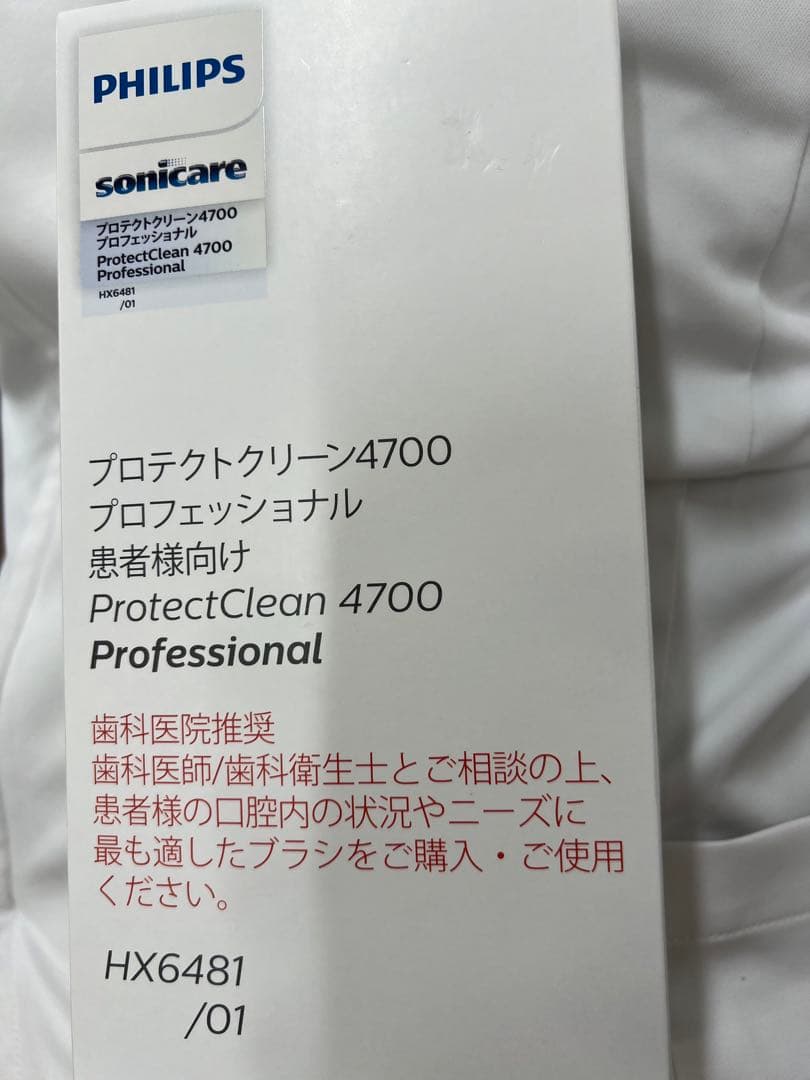 PHILIPS
sonicare
プロテクトクリーン4700
プロフェッショナル
ProtectClean 4700
Professional
HX6481
/01
プロテクトクリーン4700
プロフェッショナル
患者様向け
ProtectClean 4700
Professional
歯科医院推奨
歯科医師/歯科衛生士とご相談の上、
患者様の口腔内の状況やニーズに
最も適したブラシをご購入・ご使用
ください。
HX6481
/01